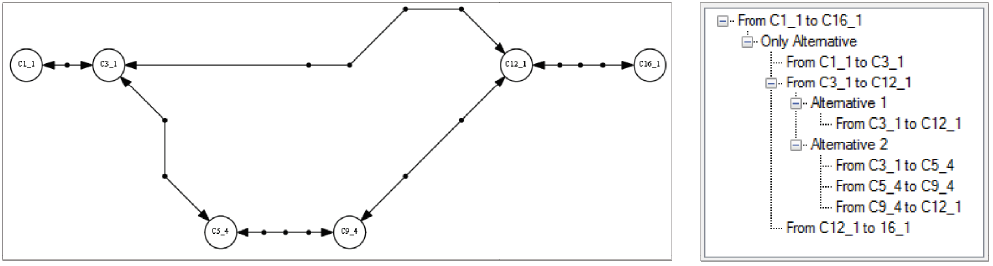 C1_1
C3_1
C12_1
C16_1
C5_4
C9_4
From C1_1 to C16_1
Only Alternative
From C1_1 to C3_1
From C3_1 to C12_1
Alternative 1
From C3_1 to C12_1
Alternative 2
From C3_1 to C5_4
From C5_4 to C9_4
From C9_4 to C12_1
From C12_1 to 16_1